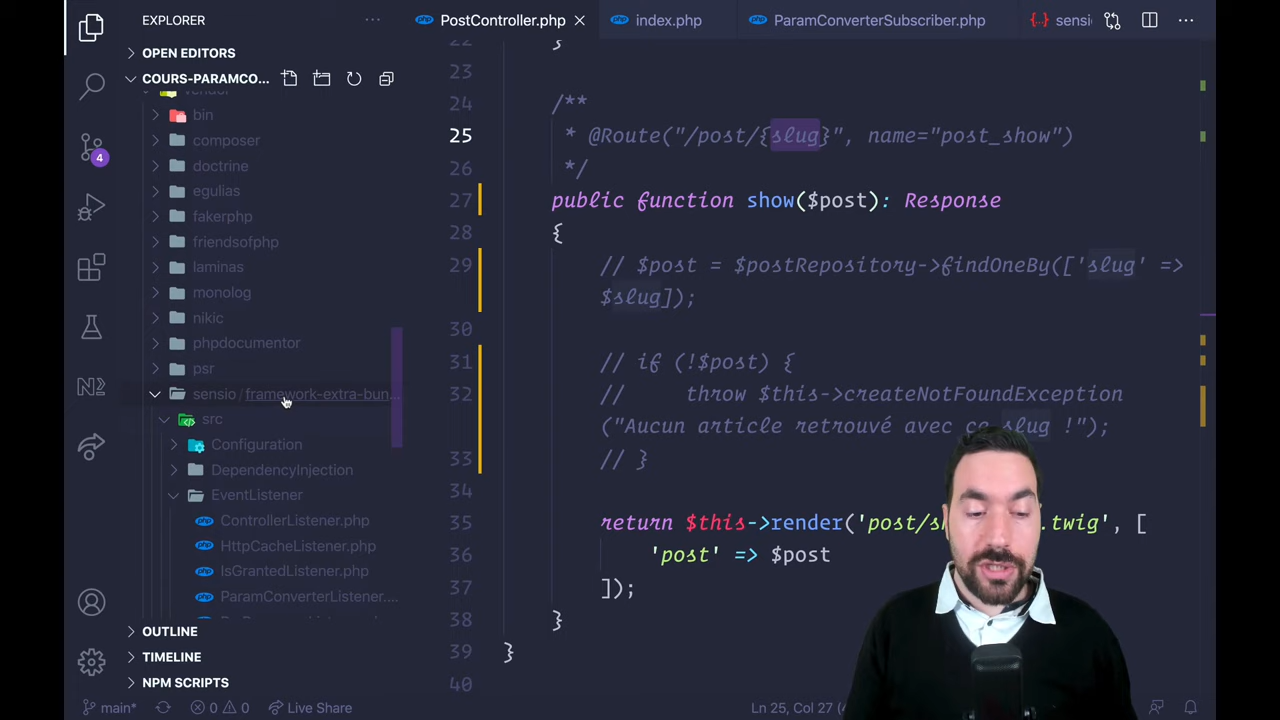 EXPLORER
OPEN EDITORS
COURS-PARAMCO...
bin
composer
doctrine
egulias
fakerphp
friendsofphp
laminas
monolog
nikic
phpdocumentor
psr
sensio / framework-extra-bun...
src
Configuration
DependencyInjection
EventListener
ControllerListener.php
HttpCacheListener.php
IsGrantedListener.php
ParamConverterListener....
OUTLINE
TIMELINE
NPM SCRIPTS
4
main*
0 0
Live Share
PostController.php
index.php
ParamConverterSubscriber.php
{} sensi
22 }
23
24 /**
25 * @Route("/post/{slug}", name="post_show")
26 */
27 public function show($post): Response
28 {
29 // $post = $postRepository->findOneBy(['slug' =>
$slug]);
30
31 // if (!$post) {
32 // throw $this->createNotFoundException
("Aucun article retrouvé avec ce slug !");
33 // }
34
35 return $this->render('post/s .twig', [
36 'post' => $post
37 ]);
38 }
39 }
40
Ln 25, Col 27